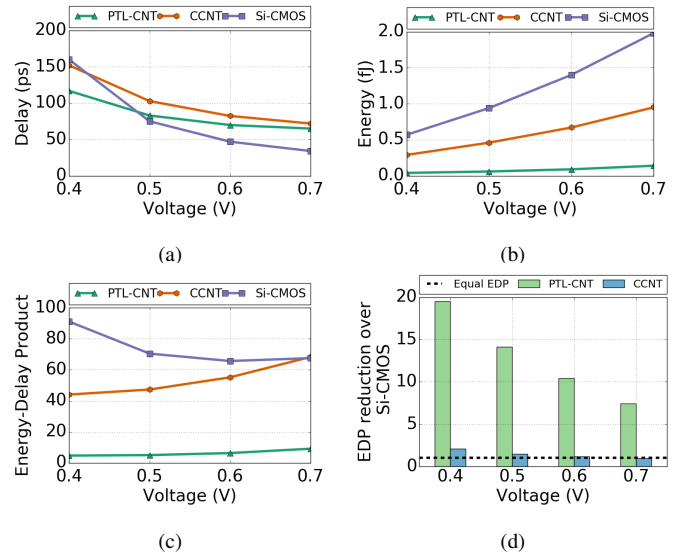 PTL-CNT CCNT Si-CMOS
Delay (ps)
200
150
100
50
0
0.4 0.5 0.6 0.7
Voltage (V)
(a)
PTL-CNT CCNT Si-CMOS
Energy (fJ)
2.0
1.5
1.0
0.5
0.0
0.4 0.5 0.6 0.7
Voltage (V)
(b)
PTL-CNT CCNT Si-CMOS
Energy-Delay Product
100
80
60
40
20
0
0.4 0.5 0.6 0.7
Voltage (V)
(c)
Equal EDP PTL-CNT CCNT
EDP reduction over
Si-CMOS
20
15
10
5
0
0.4 0.5 0.6 0.7
Voltage (V)
(d)